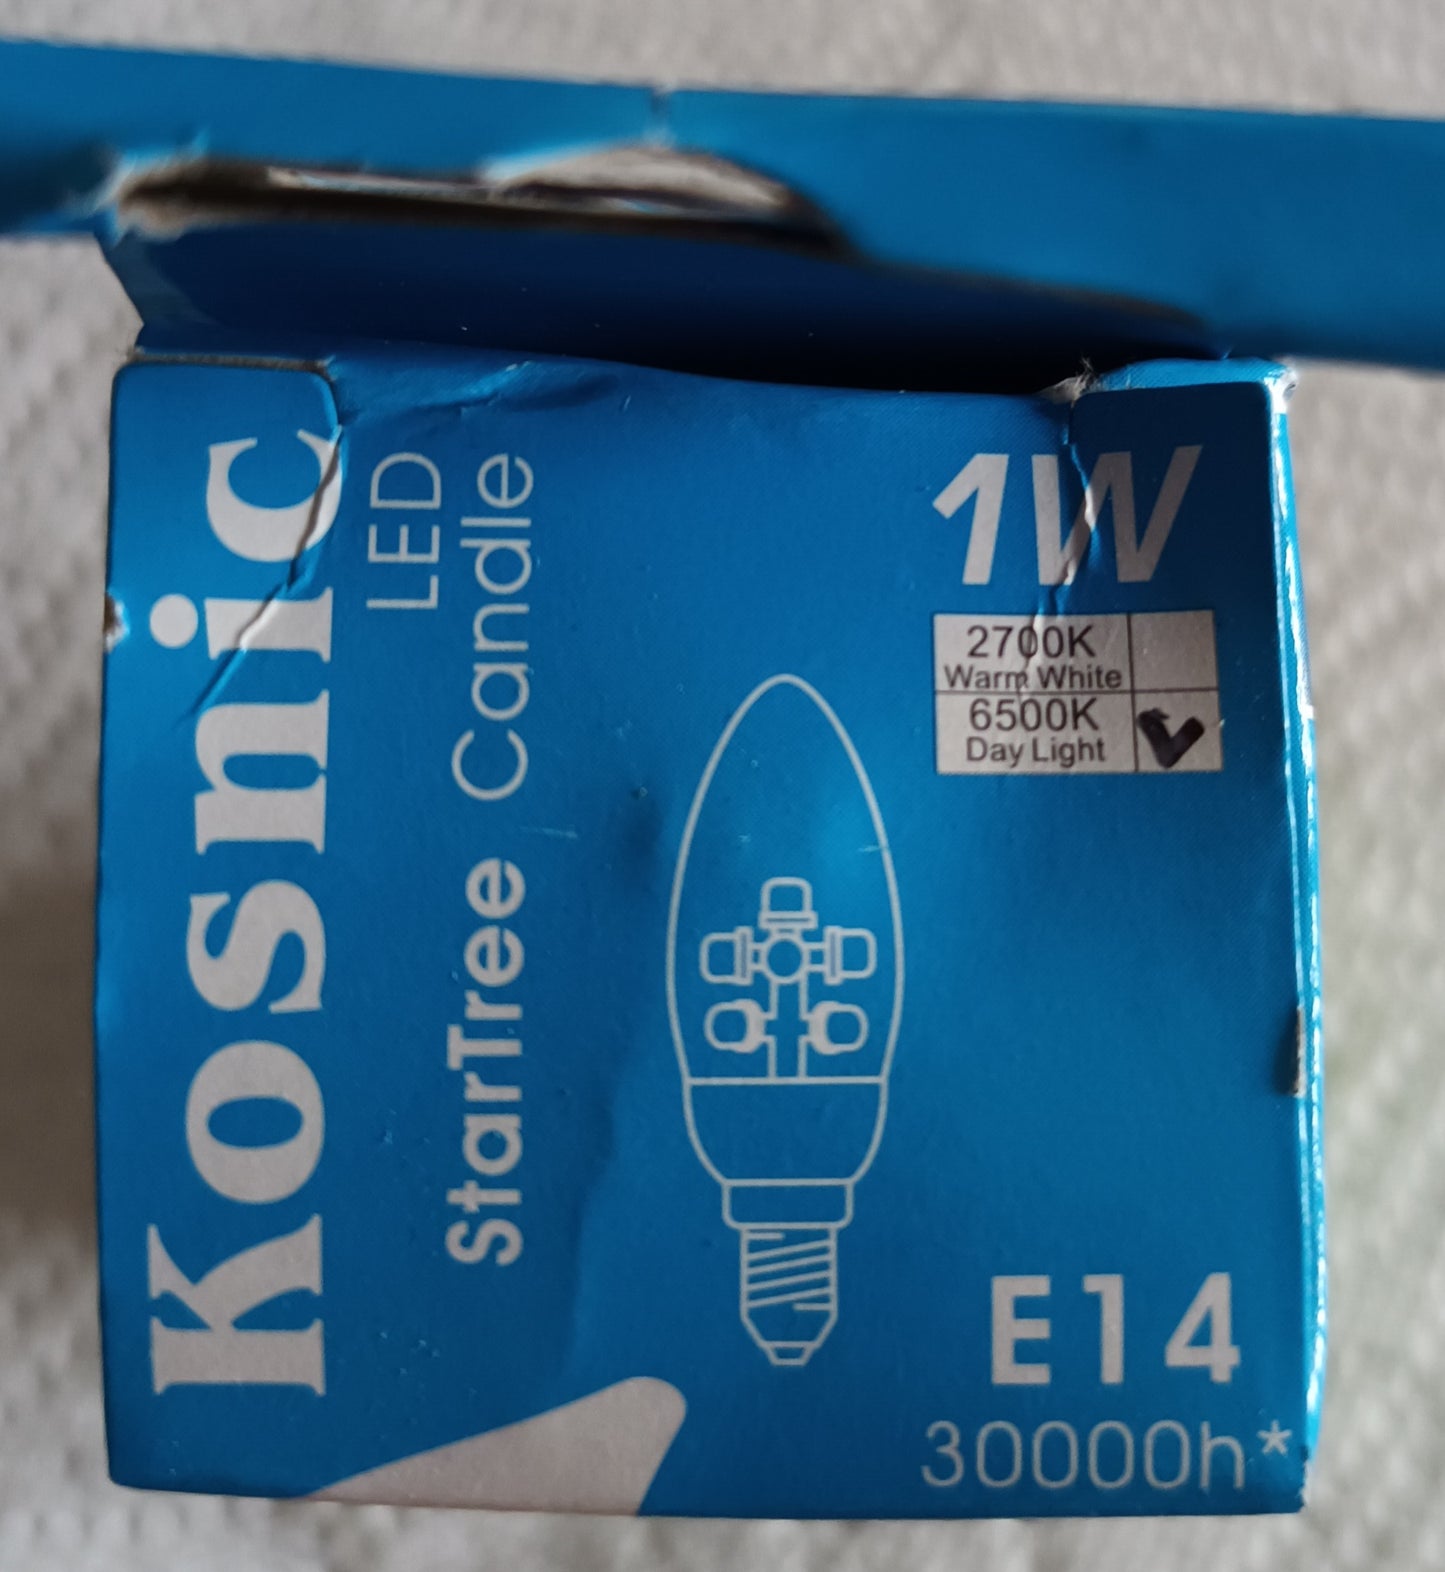 Kosnic
LED
StarTree Candle
1W
2700K
Warm White
6500K
Day Light
E14
30000h*